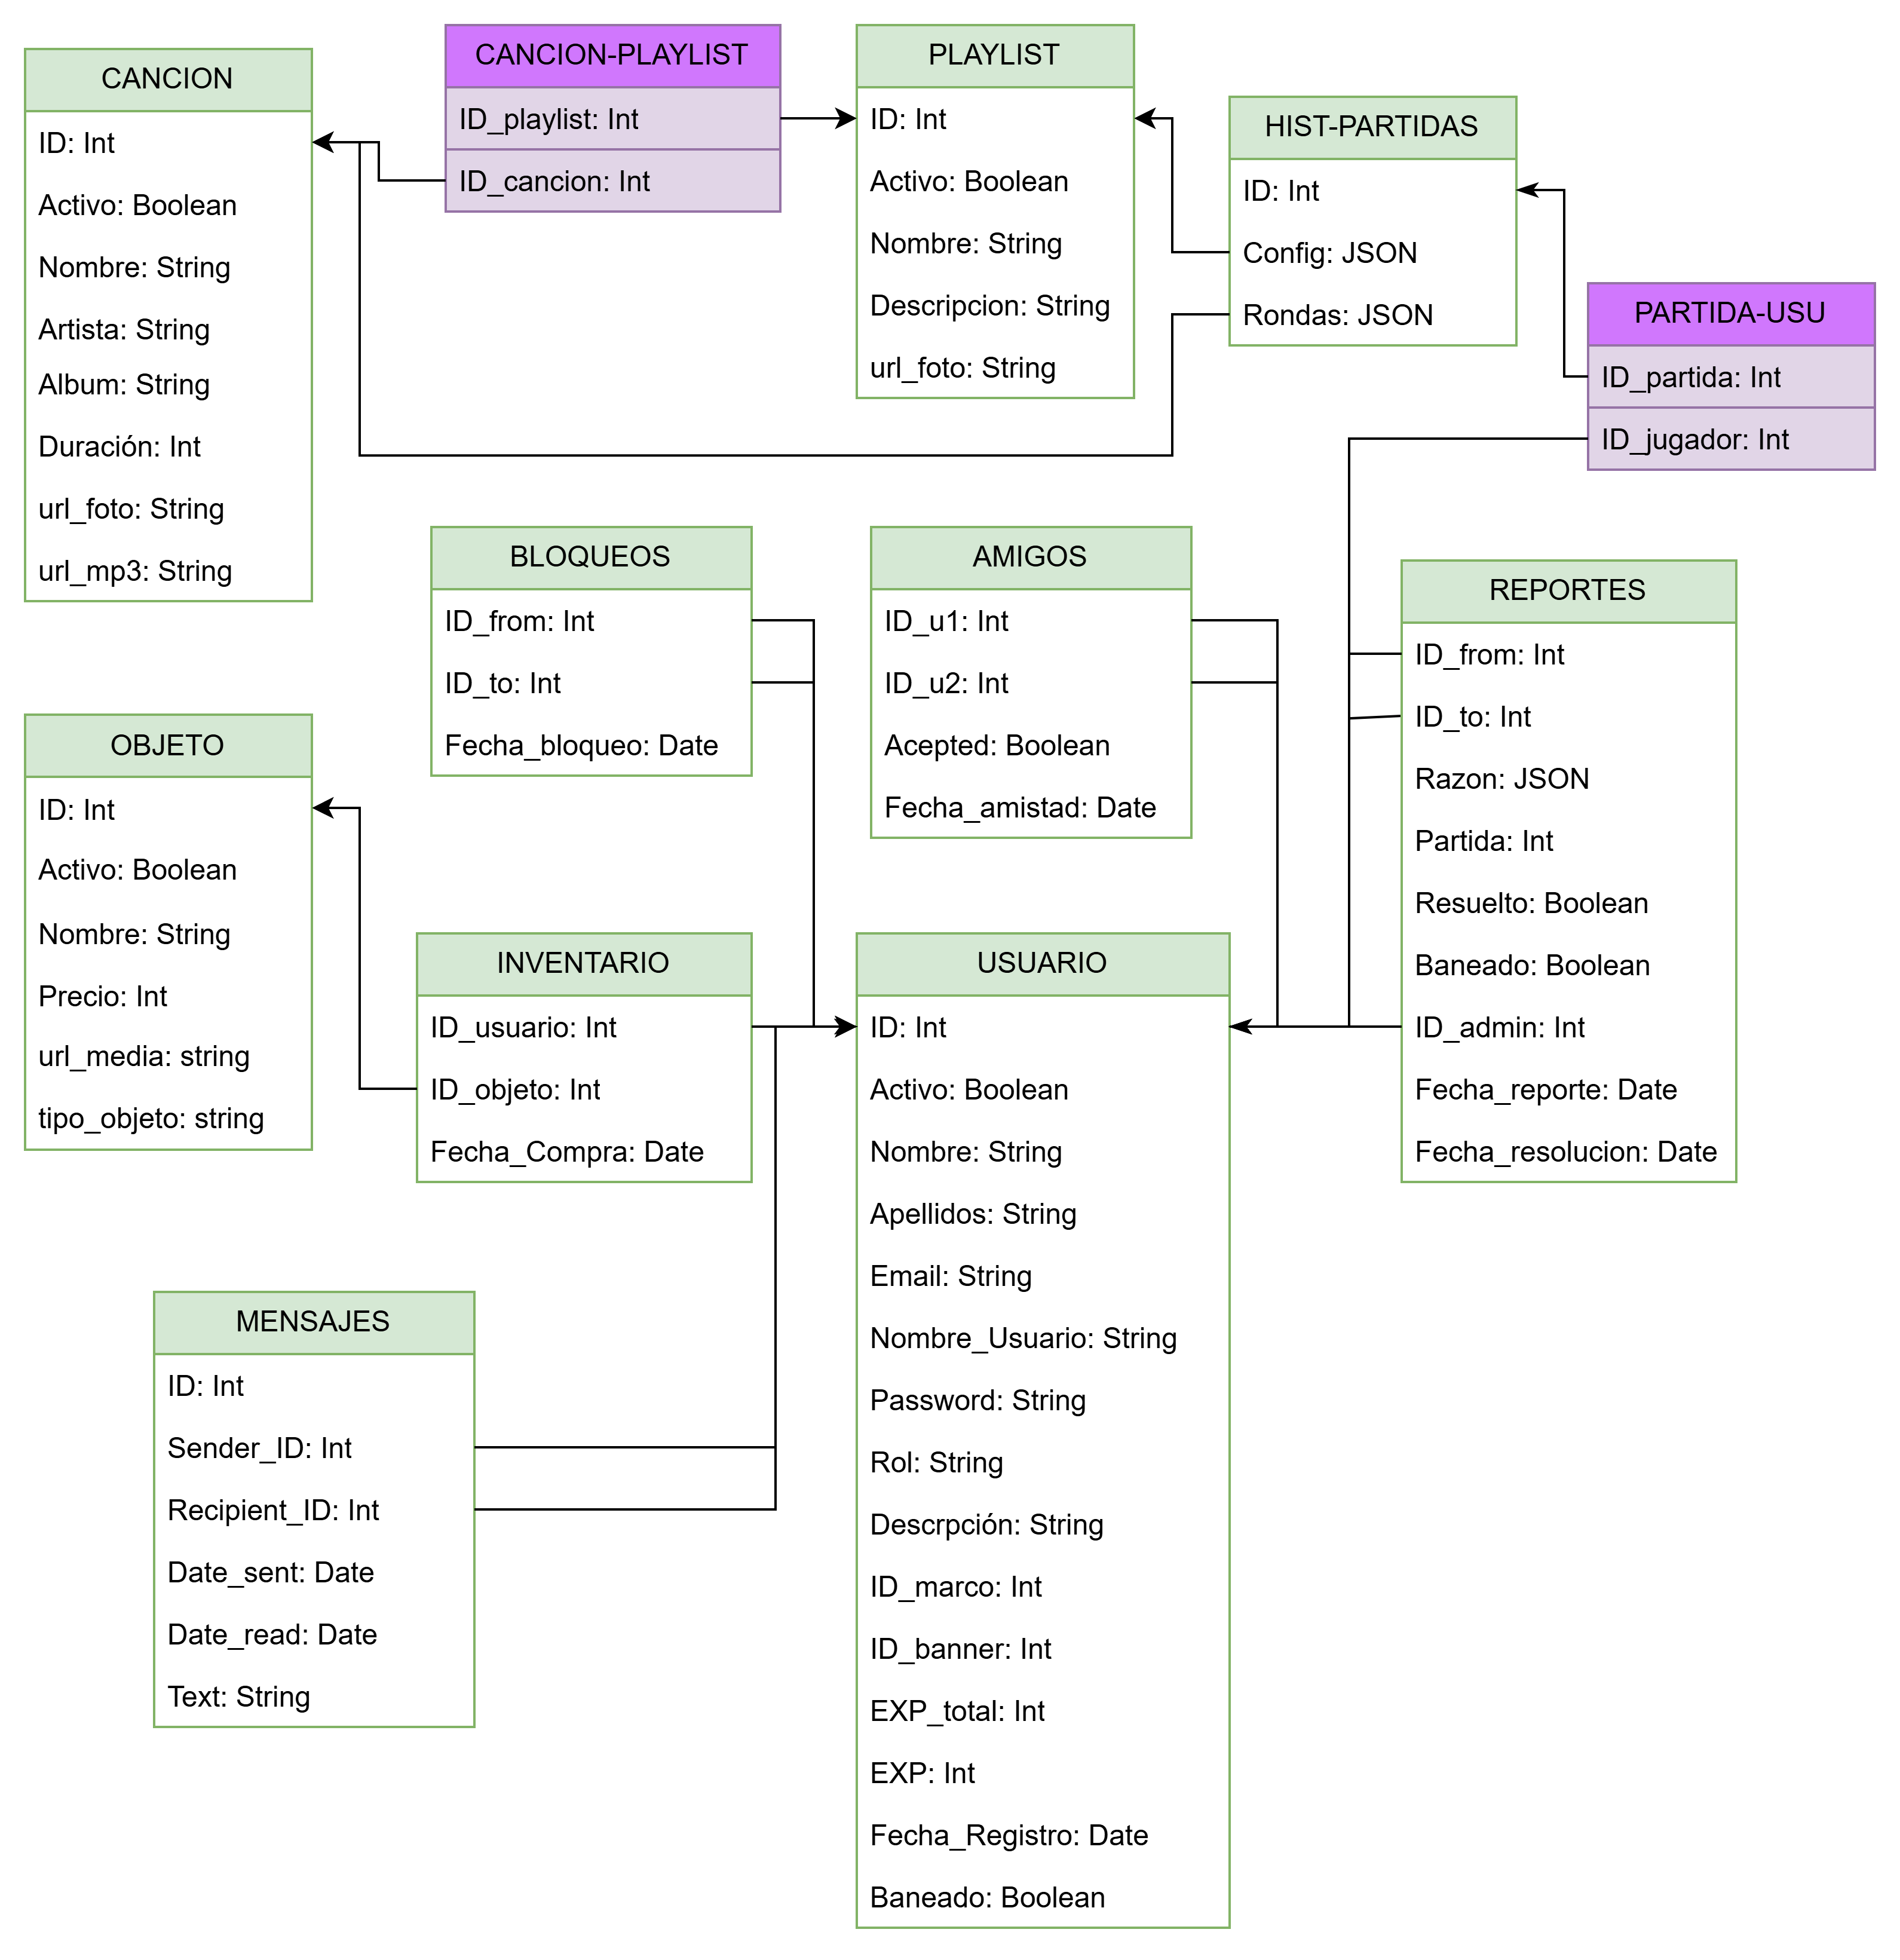 CANCION
ID: Int
Activo: Boolean
Nombre: String
Artista: String
Album: String
Duración: Int
url_foto: String
url_mp3: String
CANCION-PLAYLIST
ID_playlist: Int
ID_cancion: Int
PLAYLIST
ID: Int
Activo: Boolean
Nombre: String
Descripcion: String
url_foto: String
HIST-PARTIDAS
ID: Int
Config: JSON
Rondas: JSON
PARTIDA-USU
ID_partida: Int
ID_jugador: Int
BLOQUEOS
ID_from: Int
ID_to: Int
Fecha_bloqueo: Date
AMIGOS
ID_u1: Int
ID_u2: Int
Acepted: Boolean
Fecha_amistad: Date
REPORTES
ID_from: Int
ID_to: Int
Razon: JSON
Partida: Int
Resuelto: Boolean
Baneado: Boolean
ID_admin: Int
Fecha_reporte: Date
Fecha_resolucion: Date
OBJETO
ID: Int
Activo: Boolean
Nombre: String
Precio: Int
url_media: string
tipo_objeto: string
INVENTARIO
ID_usuario: Int
ID_objeto: Int
Fecha_Compra: Date
USUARIO
ID: Int
Activo: Boolean
Nombre: String
Apellidos: String
Email: String
Nombre_Usuario: String
Password: String
Rol: String
Descrpción: String
ID_marco: Int
ID_banner: Int
EXP_total: Int
EXP: Int
Fecha_Registro: Date
Baneado: Boolean
MENSAJES
ID: Int
Sender_ID: Int
Recipient_ID: Int
Date_sent: Date
Date_read: Date
Text: String